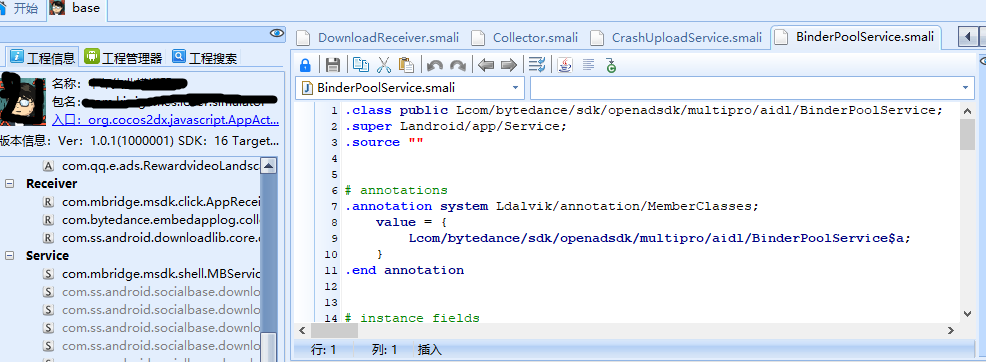 开始 base
工程信息 工程管理器 工程搜索
名称：
包名：
入口：org.cocos2dx.javascript.AppAct...
版本信息：Ver：1.0.1(1000001) SDK：16 Target...
A com.qq.e.ads.RewardvideoLandsc
Receiver
R com.mbridge.msdk.click.AppRecei
R com.bytedance.embedapplog.coll
R com.ss.android.downloadlib.core.
Service
S com.mbridge.msdk.shell.MBServic
S com.ss.android.socialbase.downlo
S com.ss.android.socialbase.downlo
S com.ss.android.socialbase.downlo
S com.ss.android.socialbase.downlo
DownloadReceiver.smali Collector.smali CrashUploadService.smali BinderPoolService.smali
BinderPoolService.smali
1 .class public Lcom/bytedance/sdk/openadsdk/multipro/aidl/BinderPoolService;
2 .super Landroid/app/Service;
3 .source ""
4
5
6 # annotations
7 .annotation system Ldalvik/annotation/MemberClasses;
8 value = {
9 Lcom/bytedance/sdk/openadsdk/multipro/aidl/BinderPoolService$a;
10 }
11 .end annotation
12
13
14 # instance fields
行: 1 列: 1 插入